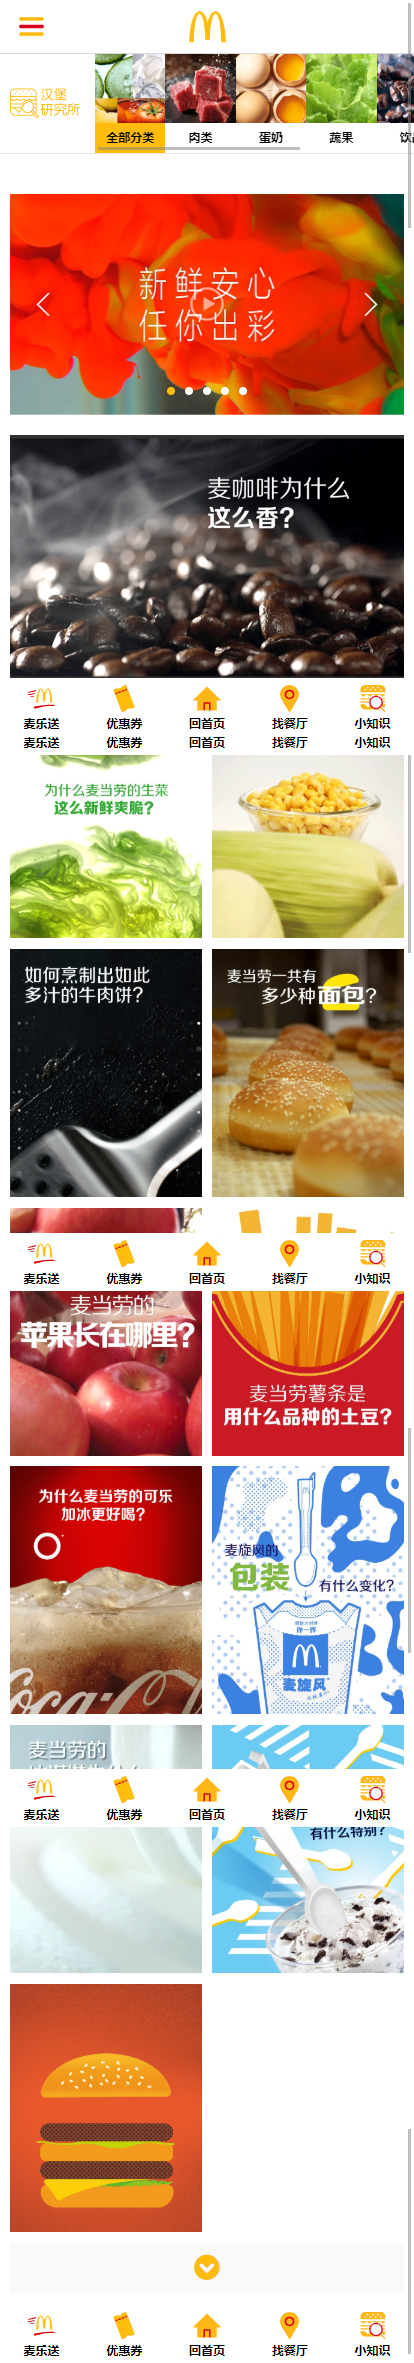 汉堡
研究所
全部分类
肉类
蛋奶
蔬果
新鲜安心
任你出彩
麦咖啡为什么
这么香?
麦乐送
优惠券
回首页
找餐厅
小知识
麦乐送
优惠券
回首页
找餐厅
小知识
为什么麦当劳的生菜
这么新鲜爽脆?
如何烹制出如此
多汁的牛肉饼?
麦当劳一共有
多少种面包?
麦乐送
优惠券
回首页
找餐厅
小知识
麦当劳的
苹果长在哪里?
麦当劳薯条是
用什么品种的土豆?
为什么麦当劳的可乐
加冰更好喝?
Coca-C
麦旋风的
包装
有什么变化?
麦旋风
麦当劳的
麦乐送
优惠券
回首页
找餐厅
小知识
有什么特别?
麦乐送
优惠券
回首页
找餐厅
小知识